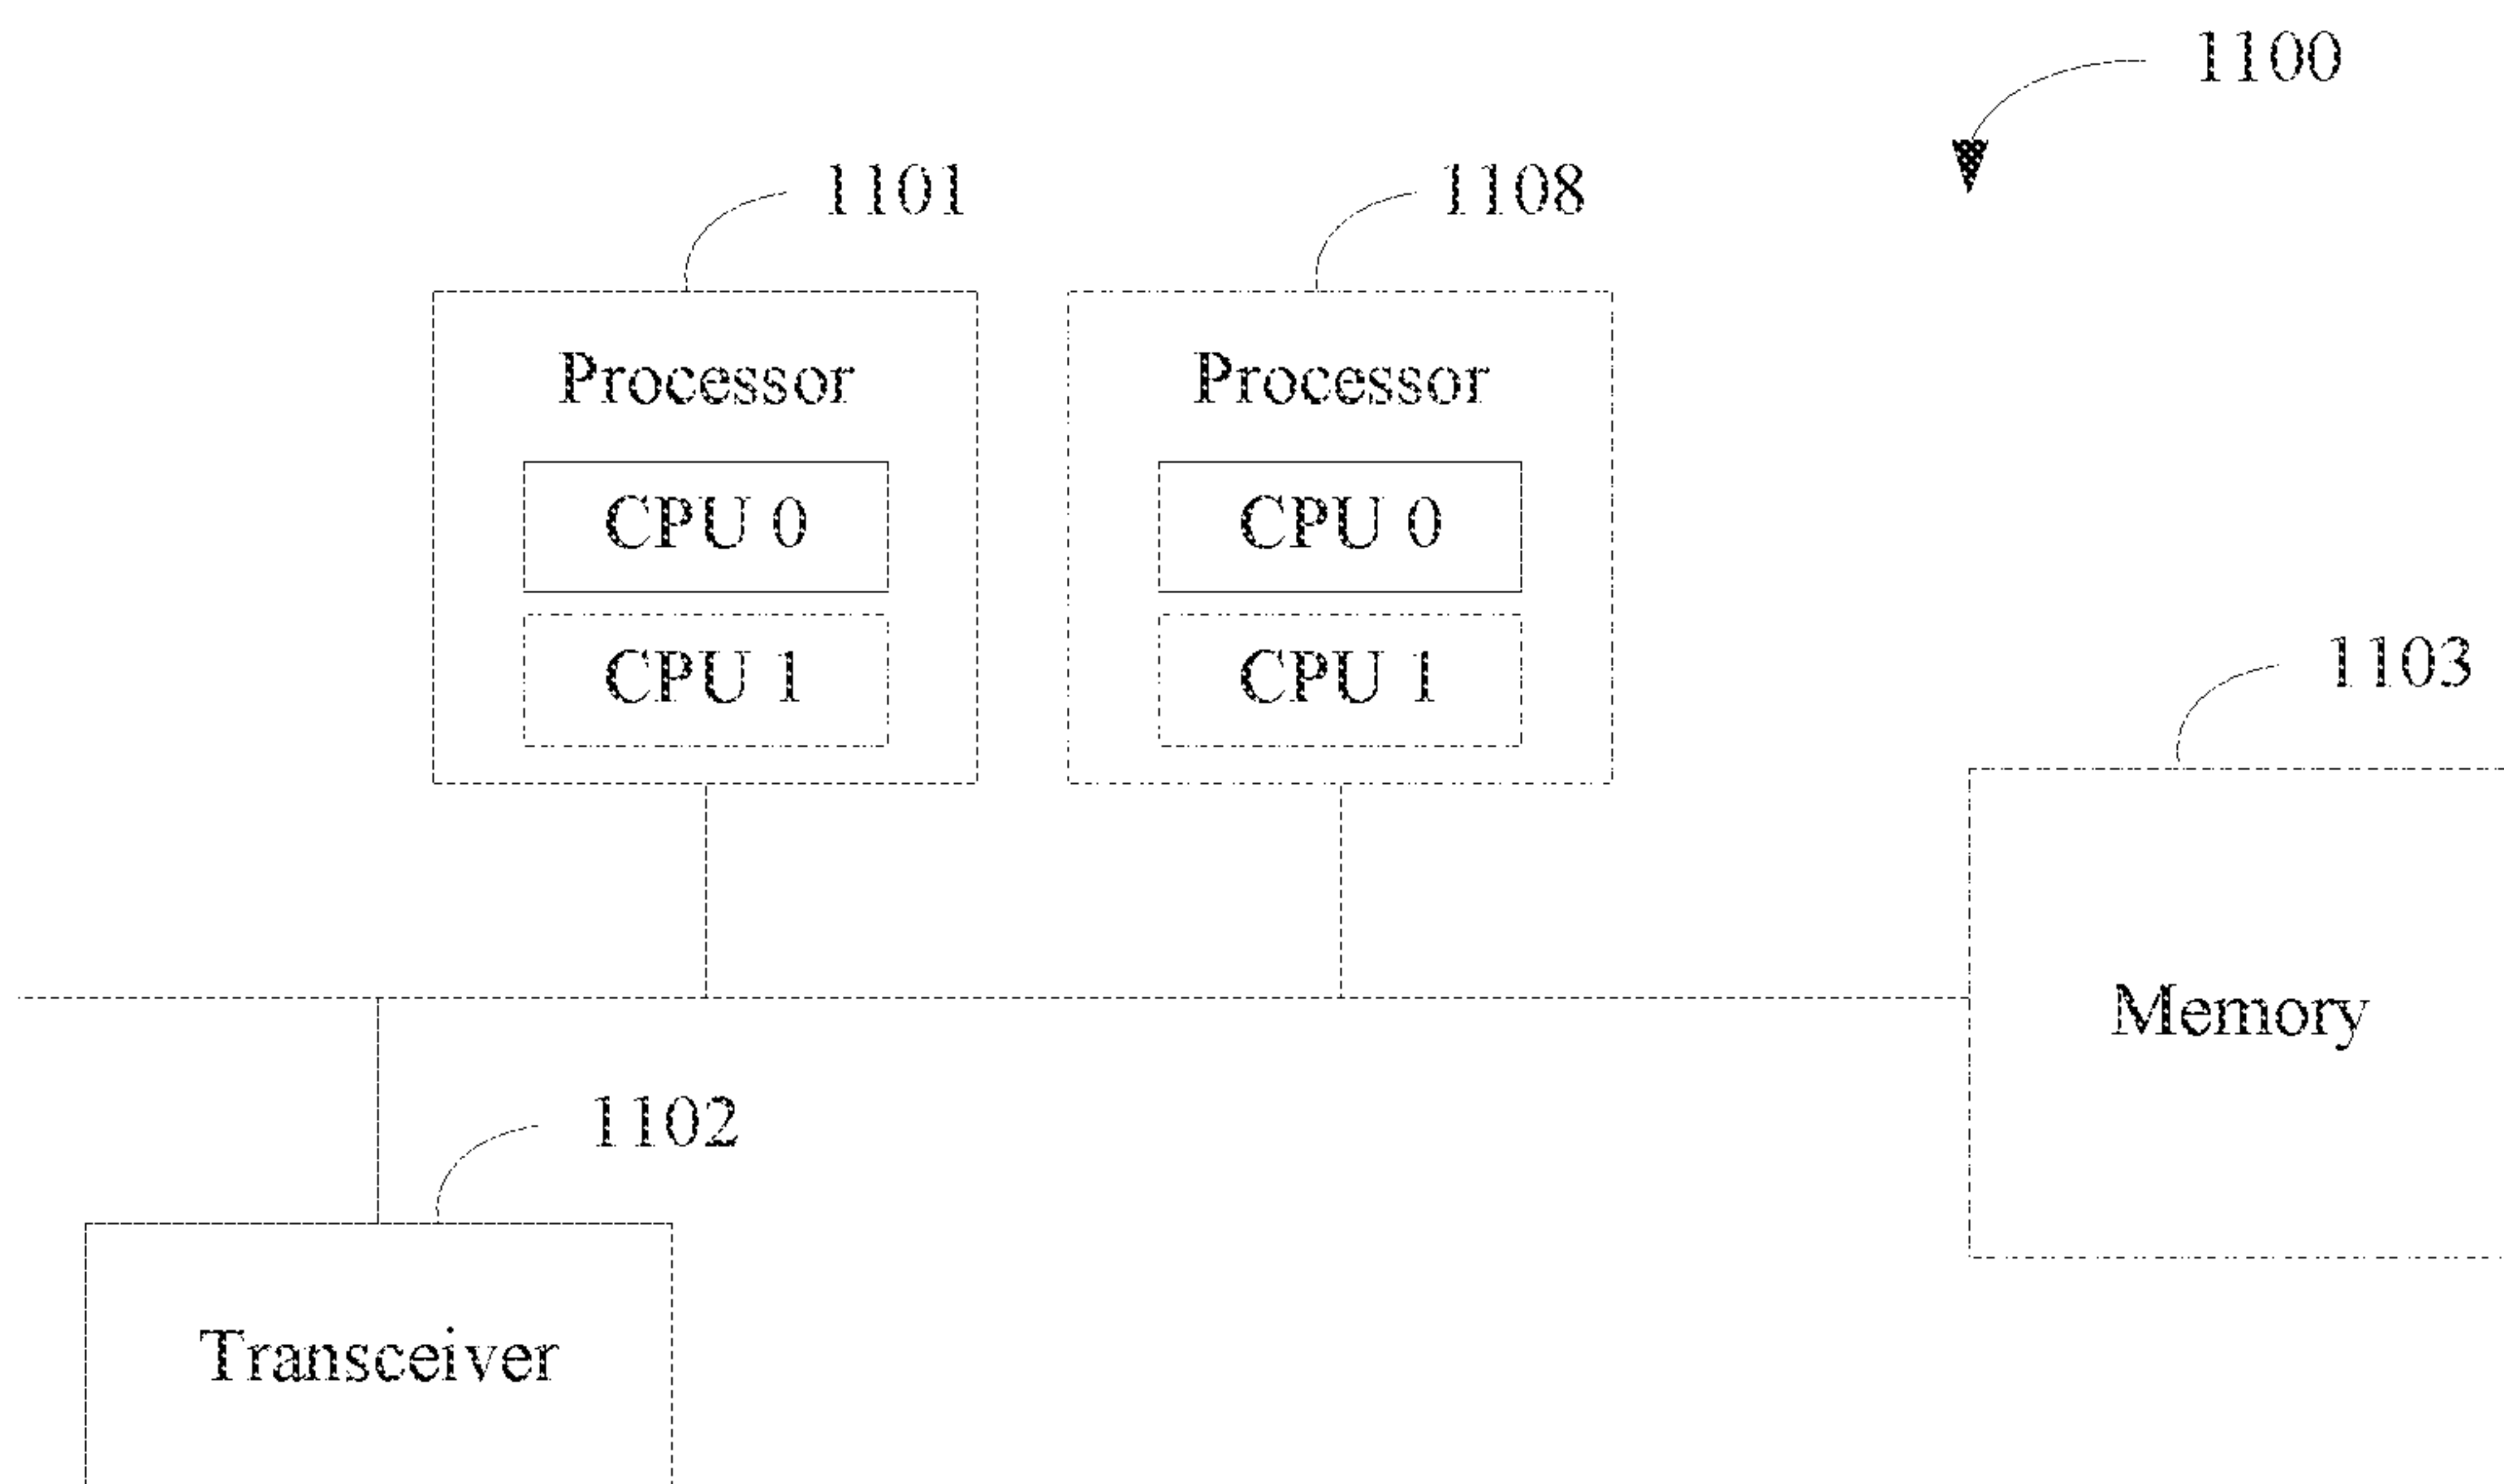 1100
1101
1108
Processor
Processor
CPU 0
CPU 0
CPU 1
CPU 1
1103
Memory
1102
Transceiver